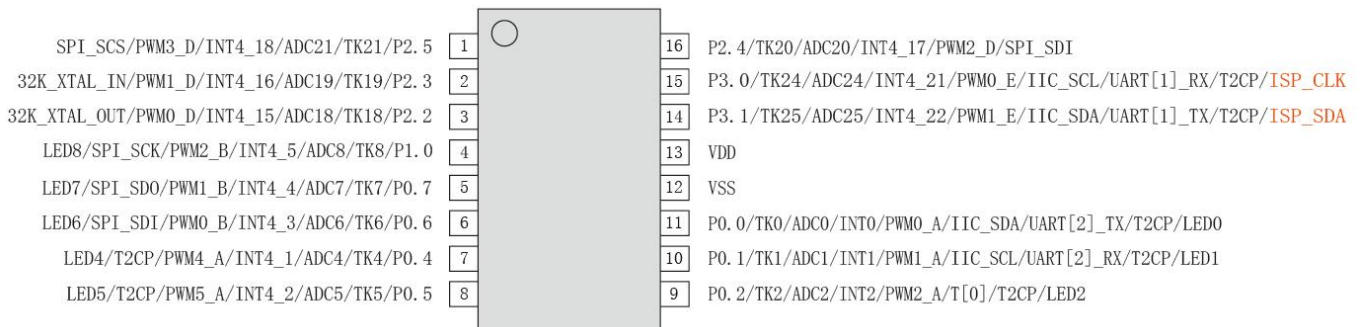 SPI_SCS/PWM3_D/INT4_18/ADC21/TK21/P2.5 1
16 P2.4/TK20/ADC20/INT4_17/PWM2_D/SPI_SDI
32K_XTAL_IN/PWM1_D/INT4_16/ADC19/TK19/P2.3 2
15 P3.0/TK24/ADC24/INT4_21/PWM0_E/IIC_SCL/UART[1]_RX/T2CP/ISP_CLK
32K_XTAL_OUT/PWM0_D/INT4_15/ADC18/TK18/P2.2 3
14 P3.1/TK25/ADC25/INT4_22/PWM1_E/IIC_SDA/UART[1]_TX/T2CP/ISP_SDA
LED8/SPI_SCK/PWM2_B/INT4_5/ADC8/TK8/P1.0 4
13 VDD
LED7/SPI_SDO/PWM1_B/INT4_4/ADC7/TK7/P0.7 5
12 VSS
LED6/SPI_SDI/PWM0_B/INT4_3/ADC6/TK6/P0.6 6
11 P0.0/TK0/ADC0/INT0/PWM0_A/IIC_SDA/UART[2]_TX/T2CP/LED0
LED4/T2CP/PWM4_A/INT4_1/ADC4/TK4/P0.4 7
10 P0.1/TK1/ADC1/INT1/PWM1_A/IIC_SCL/UART[2]_RX/T2CP/LED1
LED5/T2CP/PWM5_A/INT4_2/ADC5/TK5/P0.5 8
9 P0.2/TK2/ADC2/INT2/PWM2_A/T[0]/T2CP/LED2